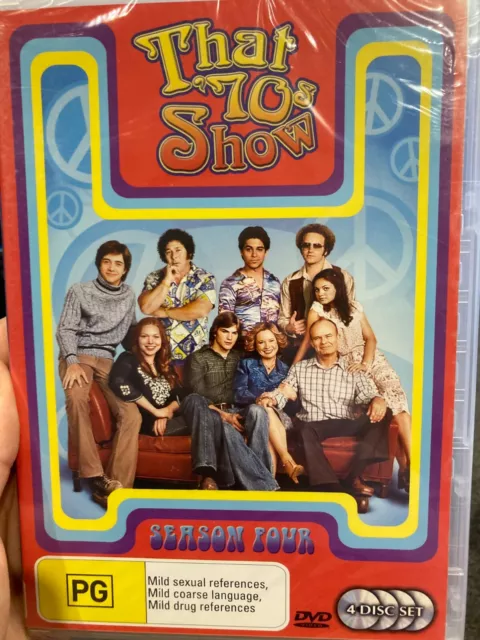 That
'70s
Show
SEASON FOUR
PG
Mild sexual references,
Mild coarse language,
Mild drug references
DVD
VIDEO
4 DISC SET